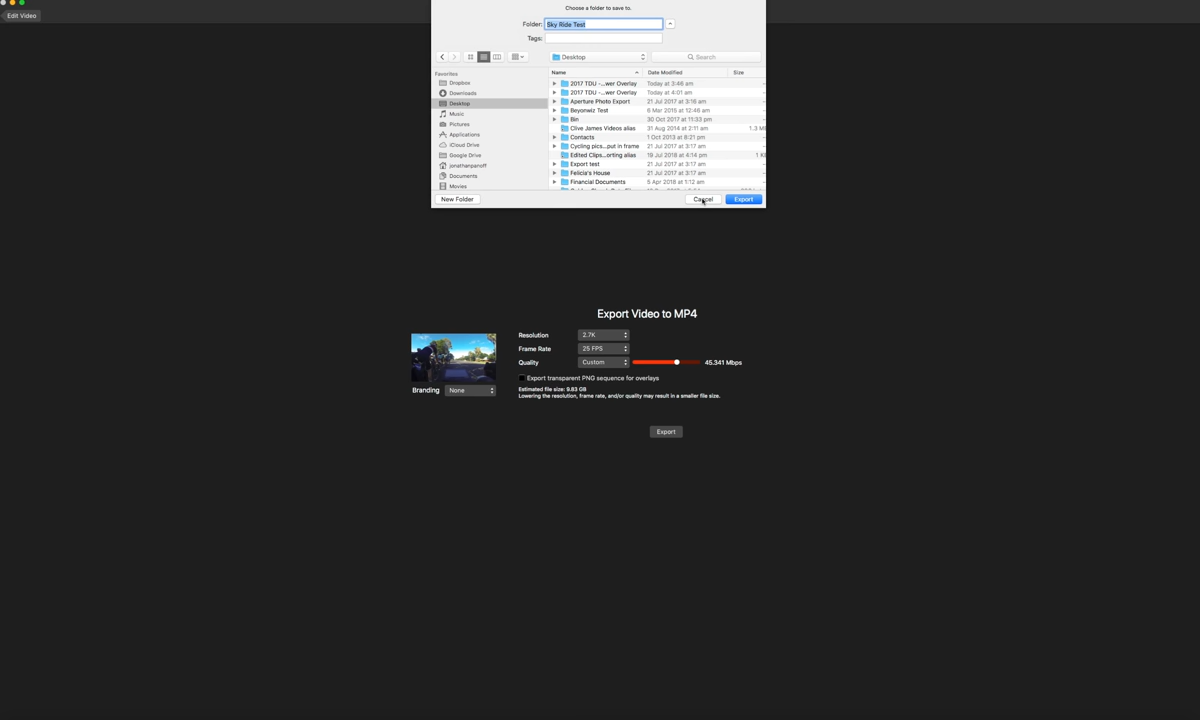 Edit Video
Choose a folder to save to.
Folder: Sky Ride Test
Tags:
Desktop
Search
Favorites
Dropbox
Downloads
Desktop
Music
Pictures
Applications
iCloud Drive
Google Drive
jonathanpanoff
Documents
Movies
Name Date Modified Size
2017 TDU -...wer Overlay Today at 3:46 am --
2017 TDU -...wer Overlay Today at 4:01 am --
Aperture Photo Export 21 Jul 2017 at 3:16 am --
Beyonwiz Test 6 Mar 2015 at 12:46 am --
Bin 30 Oct 2017 at 11:33 pm --
Clive James Videos alias 31 Aug 2014 at 2:11 am 1.3 M
Contacts 1 Oct 2013 at 8:21 pm --
Cycling pics...put in frame 21 Jul 2017 at 3:17 am --
Edited Clips...orting alias 19 Jul 2016 at 4:14 pm 1 K
Export test 21 Jul 2017 at 3:17 am --
Felicia's House 21 Jul 2017 at 3:17 am --
Financial Documents 5 Apr 2018 at 1:12 am --
New Folder Cancel Export
Export Video to MP4
Resolution 2.7K
Frame Rate 25 FPS
Quality Custom 45.341 Mbps
Export transparent PNG sequence for overlays
Branding None
Estimated file size: 9.83 GB
Lowering the resolution, frame rate, and/or quality may result in a smaller file size.
Export